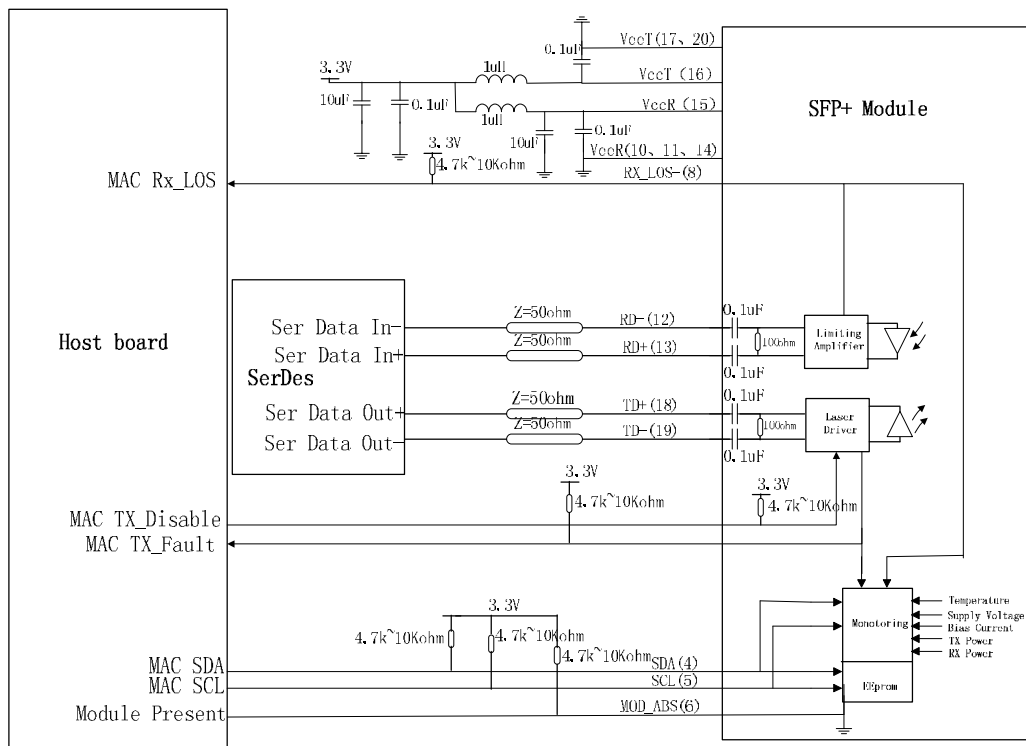 VccT(17、20)
0.1uF
3.3V
1uH
VccT (16)
10uF
0.1uF
VccR (15)
1uH
10uF
0.1uF
SFP+ Module
3.3V
4.7k~10Kohm
VccR(10、11、14)
RX_LOS-(8)
MAC Rx_LOS
Host board
SerDes
Ser Data In-
Z=50ohm
RD-(12)
0.1uF
Ser Data In+
Z=50ohm
RD+(13)
0.1uF
100ohm
Limiting
Amplifier
Ser Data Out+
Z=50ohm
TD+(18)
0.1uF
Ser Data Out-
Z=50ohm
TD-(19)
0.1uF
100ohm
Laser
Driver
3.3V
4.7k~10Kohm
3.3V
4.7k~10Kohm
MAC TX_Disable
MAC TX_Fault
3.3V
4.7k~10Kohm
4.7k~10Kohm
4.7k~10Kohm
MAC SDA
SDA(4)
MAC SCL
SCL(5)
Module Present
MOD_ABS(6)
Monotoring
EEprom
Temperature
Supply Voltage
Bias Current
TX Power
RX Power